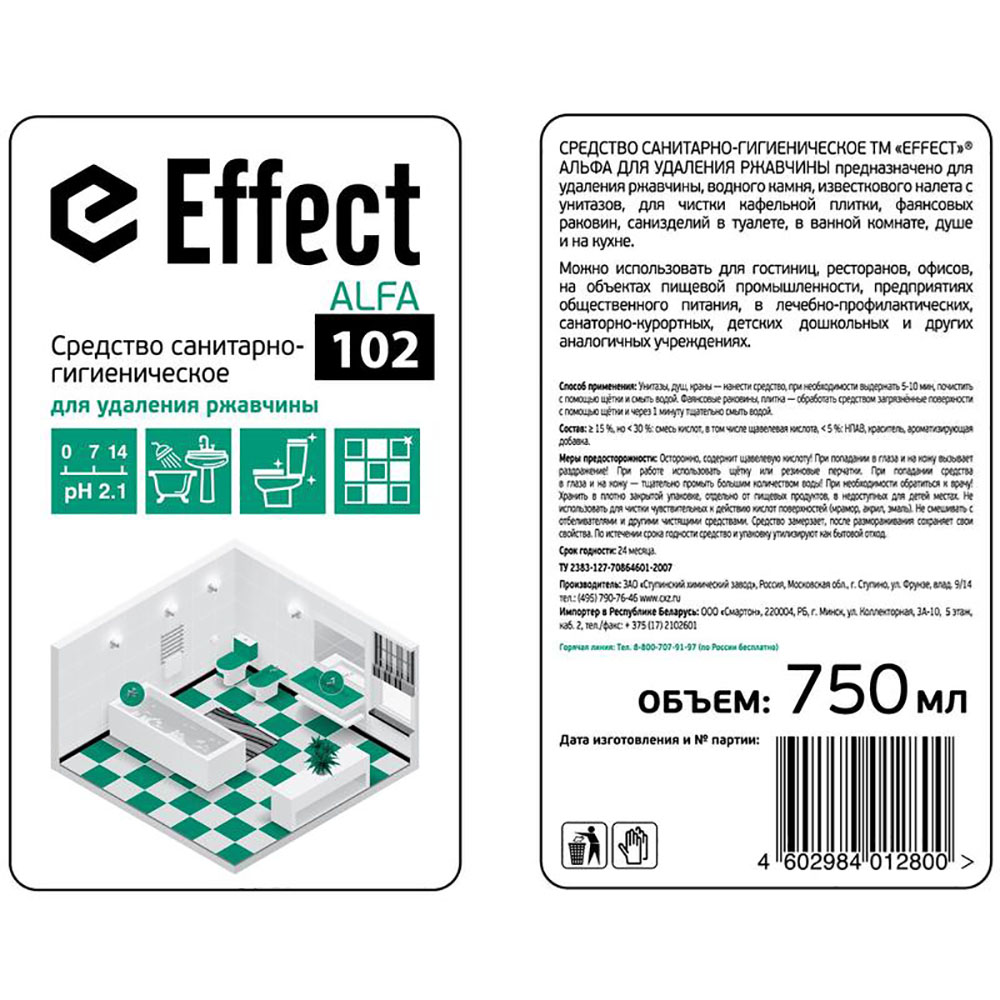 Effect
ALFA
102
Средство санитарно-
гигиеническое
для удаления ржавчины
0 7 14
pH 2.1
СРЕДСТВО САНИТАРНО-ГИГИЕНИЧЕСКОЕ ТМ «EFFECT»®
АЛЬФА ДЛЯ УДАЛЕНИЯ РЖАВЧИНЫ предназначено для
удаления ржавчины, водного камня, известкового налета с
унитазов, для чистки кафельной плитки, фаянсовых
раковин, санизделий в туалете, в ванной комнате, душе
и на кухне.
Можно использовать для гостиниц, ресторанов, офисов,
на объектах пищевой промышленности, предприятиях
общественного питания, в лечебно-профилактических,
санаторно-курортных, детских дошкольных и других
аналогичных учреждениях.
Способ применения: Унитазы, душ, краны — нанести средство, при необходимости выдержать 5-10 мин, почистить
с помощью щётки и смыть водой. Фаянсовые раковины, плитка — обработать средством загрязнённые поверхности
с помощью щётки и через 1 минуту тщательно смыть водой.
Состав: ≥ 15 %, но < 30 %: смесь кислот, в том числе щавелевая кислота, < 5 %: НПАВ, краситель, ароматизирующая
добавка.
Меры предосторожности: Осторожно, содержит щавелевую кислоту! При попадании в глаза и на кожу вызывает
раздражение! При работе использовать щётку или резиновые перчатки. При попадании средства
в глаза и на кожу — тщательно промыть большим количеством воды! При необходимости обратиться к врачу!
Хранить в плотно закрытой упаковке, отдельно от пищевых продуктов, в недоступных для детей местах. Не
использовать для чистки чувствительных к действию кислот поверхностей (мрамор, акрил, эмаль). Не смешивать с
отбеливателями и другими чистящими средствами. Средство замерзает, после размораживания сохраняет свои
свойства. По истечении срока годности средство и упаковку утилизируют как бытовой отход.
Срок годности: 24 месяца.
ТУ 2383-127-70864601-2007
Производитель: ЗАО «Ступинский химический завод», Россия, Московская обл., г. Ступино, ул. Фрунзе, влад. 9/14
тел.: (495) 790-76-46 www.cxz.ru
Импортер в Республике Беларусь: ООО «Смартон», 220004, РБ, г. Минск, ул. Коллекторная, 3А-10, 5 этаж,
каб. 2, тел./факс: + 375 (17) 2102601
Горячая линия: Тел. 8-800-707-91-97 (по России бесплатно)
ОБЪЕМ: 750 мл
Дата изготовления и № партии:
4 602984 012800 >